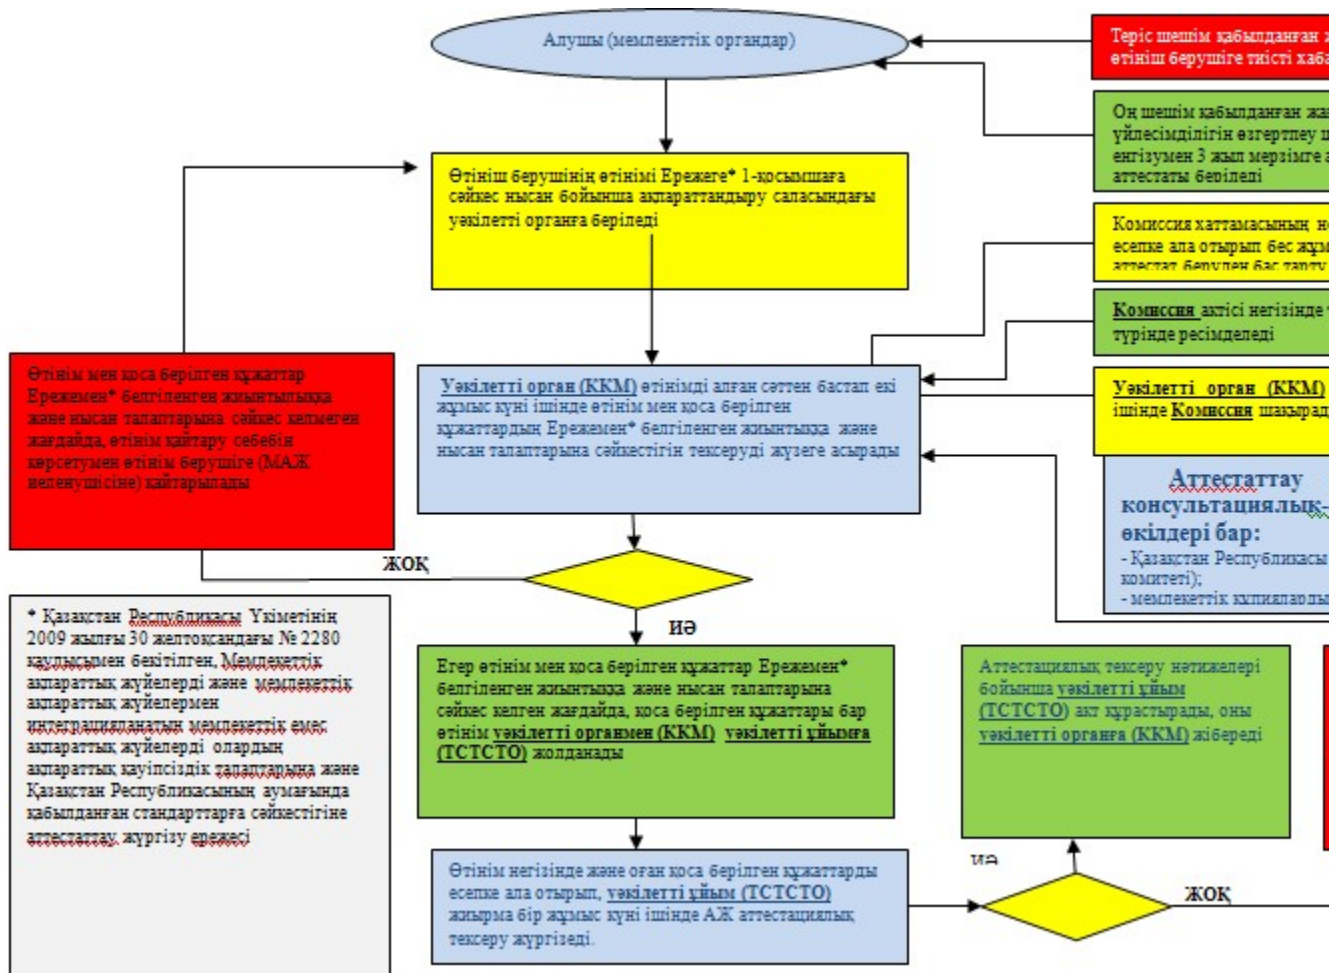 Алушы (мемлекеттік органдар)
Теріс шешім қабылданған
өтініш берушіге тиісті
Оң шешім қабылданған
үйлесімділігін өзгертпеу
енгізумен 3 жыл мерзімге
аттестаты беріледі
Өтініш берушінің өтінімі Ережеге* 1-қосымшаға
сәйкес нысан бойынша ақпараттандыру саласындағы
уәкілетті органға беріледі
Комиссия хаттамасының
есепке ала отырып бес
аттестат беруден бас тарту
Комиссия актісі негізінде
түрінде ресімделеді
Уәкілетті орган (ККМ)
ішінде Комиссия
Аттестаттау
консультациялық-
өкілдері бар:
- Қазақстан Республикасы
комитеті);
- мемлекеттік құпияларды
Өтінім мен қоса берілген құжаттар
Ережемен* белгіленген жиынтылыққа
және нысан талаптарына сәйкес келмеген
жағдайда, өтінім қайтару себебін
көрсетумен өтінім берушіге (МАЖ
иеленушісіне) қайтарылады
Уәкілетті орган (ККМ) өтінімді алған сәттен бастап екі
жұмыс күні ішінде өтінім мен қоса берілген
құжаттардың Ережемен* белгіленген жиынтыққа және
нысан талаптарына сәйкестігін тексеруді жүзеге асырады
ЖОҚ
ИӘ
* Қазақстан Республикасы Үкіметінің
2009 жылғы 30 желтоқсандағы № 2280
қаулысымен бекітілген, Мемлекеттік
ақпараттық жүйелерді және мемлекеттік
ақпараттық жүйелермен
интеграцияланатын мемлекеттік емес
ақпараттық жүйелерді олардың
ақпараттық қауіпсіздік талаптарына және
Қазақстан Республикасының аумағында
қабылданған стандарттарға сәйкестігіне
аттестаттау жүргізу ережесі
Егер өтінім мен қоса берілген құжаттар Ережемен*
белгіленген жиынтыққа және нысан талаптарына
сәйкес келген жағдайда, қоса берілген құжаттары бар
өтінім уәкілетті органмен (ККМ) уәкілетті ұйымға
(ТСТСТО) жолданады
Аттестациялық тексеру нәтижелері
бойынша уәкілетті ұйым
(ТСТСТО) акт құрастырады, оны
уәкілетті органға (ККМ) жібереді
Өтінім негізінде және оған қоса берілген құжаттарды
есепке ала отырып, уәкілетті ұйым (ТСТСТО)
жиырма бір жұмыс күні ішінде АЖ аттестациялық
тексеру жүргізеді.
ИӘ
ЖОҚ